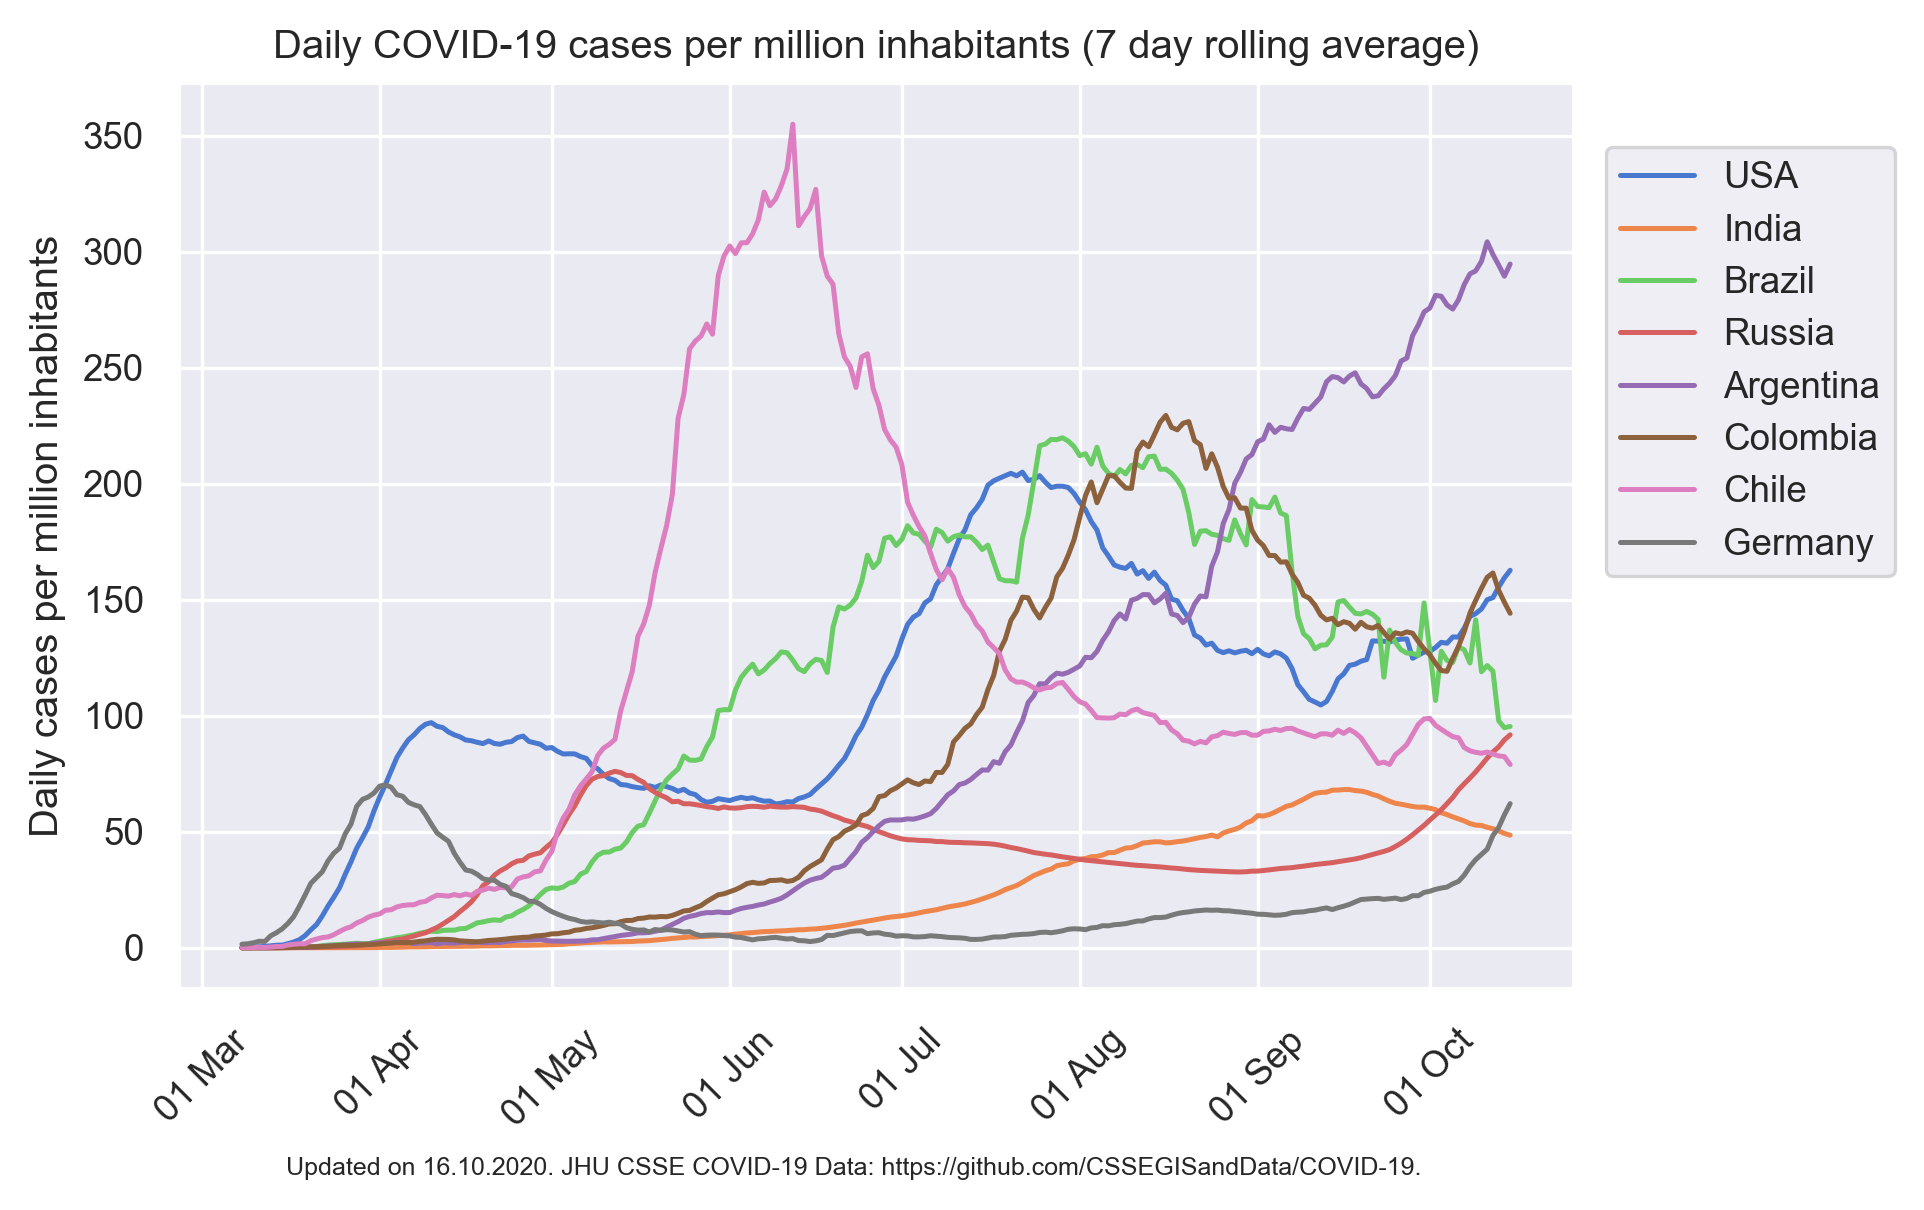 Daily COVID-19 cases per million inhabitants (7 day rolling average)
Daily cases per million inhabitants
350
300
250
200
150
100
50
0
01 Mar
01 Apr
01 May
01 Jun
01 Jul
01 Aug
01 Sep
01 Oct
USA
India
Brazil
Russia
Argentina
Colombia
Chile
Germany
Updated on 16.10.2020. JHU CSSE COVID-19 Data: https://github.com/CSSEGISandData/COVID-19.